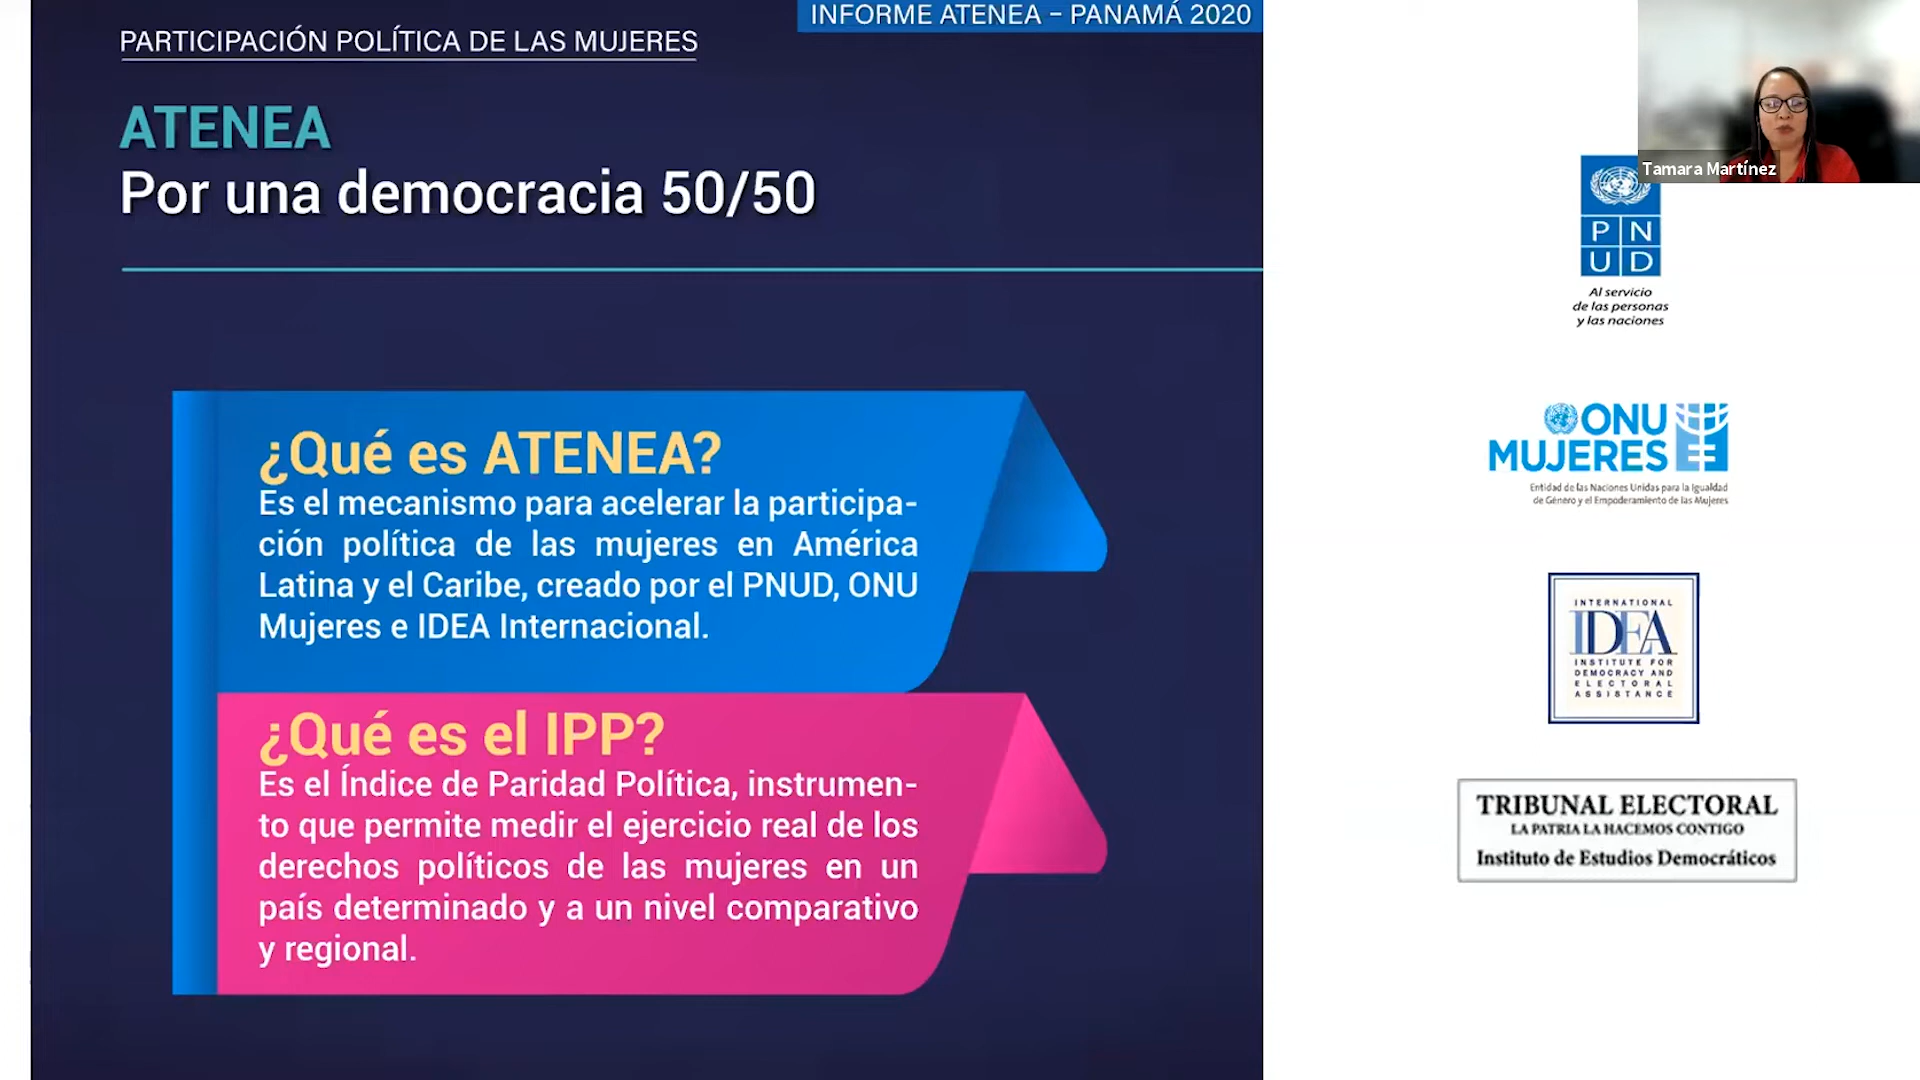 INFORME ATENEA – PANAMÁ 2020
PARTICIPACIÓN POLÍTICA DE LAS MUJERES
ATENEA
Por una democracia 50/50
¿Qué es ATENEA?
Es el mecanismo para acelerar la participa-
ción política de las mujeres en América
Latina y el Caribe, creado por el PNUD, ONU
Mujeres e IDEA Internacional.
¿Qué es el IPP?
Es el Índice de Paridad Política, instrumen-
to que permite medir el ejercicio real de los
derechos políticos de las mujeres en un
país determinado y a un nivel comparativo
y regional.
Tamara Martínez
P N
U D
Al servicio
de las personas
y las naciones
ONU
MUJERES
Entidad de las Naciones Unidas para la Igualdad
de Género y el Empoderamiento de las Mujeres
INTERNATIONAL
IDEA
INSTITUTE FOR
DEMOCRACY AND
ELECTORAL
ASSISTANCE
TRIBUNAL ELECTORAL
LA PATRIA LA HACEMOS CONTIGO
Instituto de Estudios Democráticos